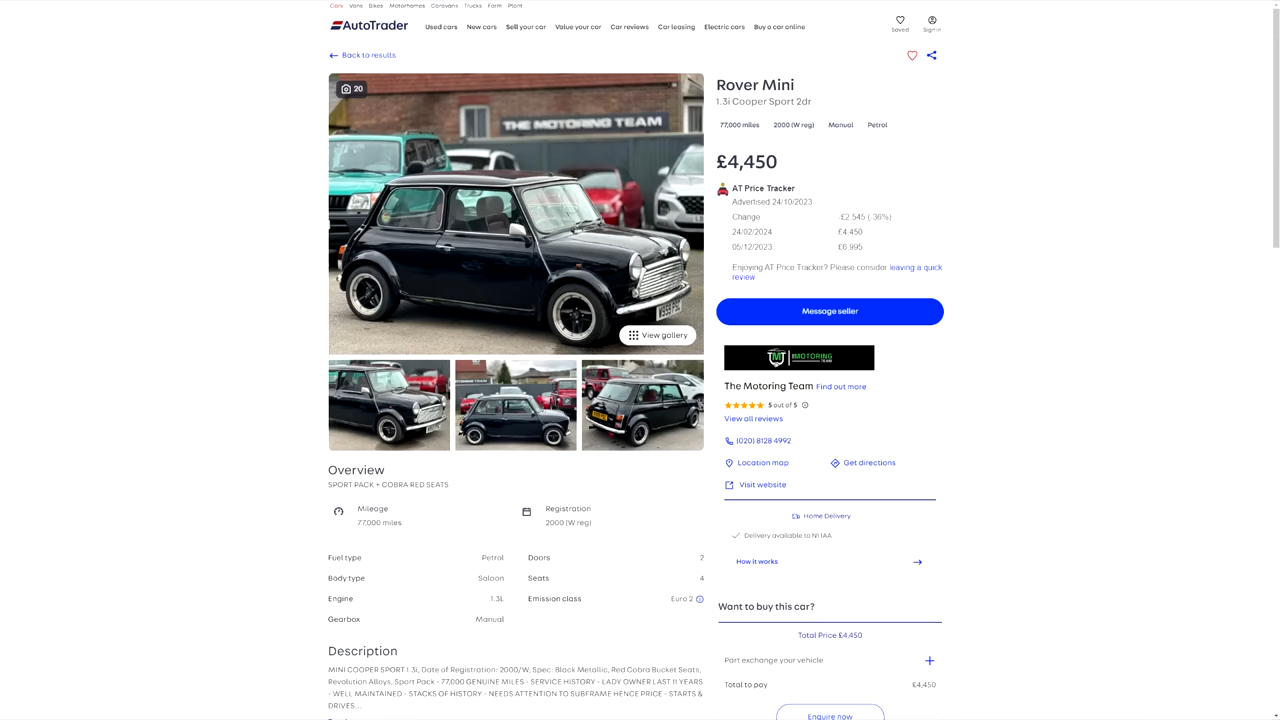 Cars Vans Bikes Motorhomes Caravans Trucks Farm Plant
AutoTrader
Used cars New cars Sell your car Value your car Car reviews Car leasing Electric cars Buy a car online
Saved
Sign in
Back to results
20
THE MOTORING TEAM
View gallery
Rover Mini
1.3i Cooper Sport 2dr
77,000 miles 2000 (W reg) Manual Petrol
£4,450
AT Price Tracker
Advertised 24/10/2023
Change -£2,545 (-36%)
24/02/2024 £4,450
05/12/2023 £6,995
Enjoying AT Price Tracker? Please consider leaving a quick
review
Message seller
TMT MOTORING
TEAM
The Motoring Team Find out more
5 out of 5
View all reviews
(020) 8128 4992
Location map Get directions
Visit website
Home Delivery
Delivery available to N1 1AA
How it works
Want to buy this car?
Total Price £4,450
Part exchange your vehicle
Total to pay £4,450
Enquire now
Overview
SPORT PACK + COBRA RED SEATS
Mileage
77,000 miles
Registration
2000 (W reg)
Fuel type Petrol
Doors 2
Body type Saloon
Seats 4
Engine 1.3L
Emission class Euro 2
Gearbox Manual
Description
MINI COOPER SPORT 1.3i, Date of Registration: 2000/W, Spec: Black Metallic, Red Cobra Bucket Seats,
Revolution Alloys, Sport Pack - 77,000 GENUINE MILES - SERVICE HISTORY - LADY OWNER LAST 11 YEARS
- WELL MAINTAINED - STACKS OF HISTORY - NEEDS ATTENTION TO SUBFRAME HENCE PRICE - STARTS &
DRIVES...